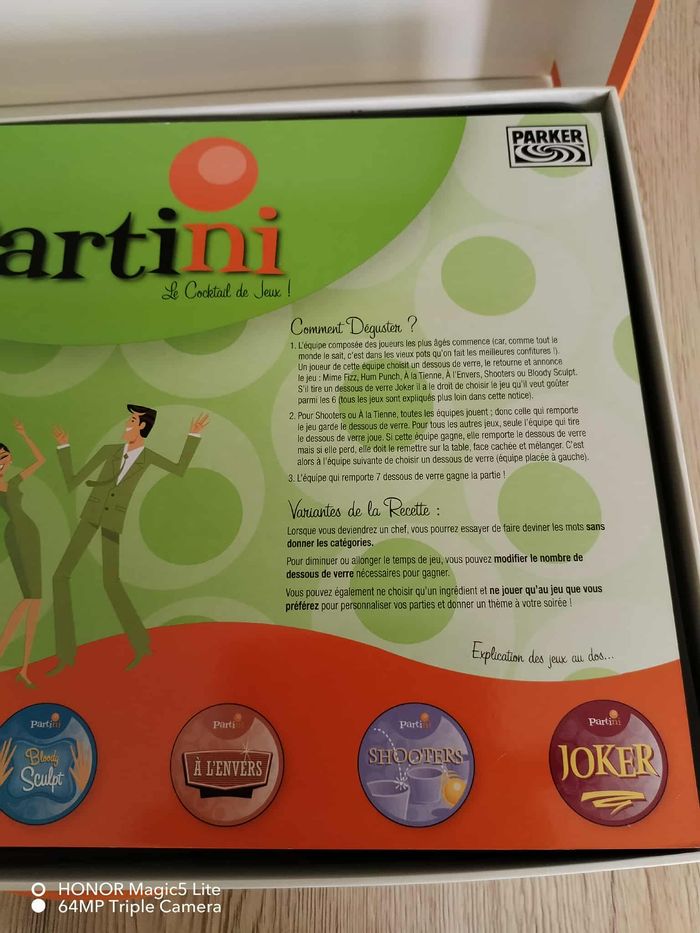 PARKER
artini
Le Cocktail de Jeux !
Comment Déguster ?
1. L'équipe composée des joueurs les plus âgés commence (car, comme tout le
monde le sait, c'est dans les vieux pots qu'on fait les meilleures confitures !).
Un joueur de cette équipe choisit un dessous de verre, le retourne et annonce
le jeu : Mime Fizz, Hum Punch, À la Tienne, À l'Envers, Shooters ou Bloody Sculpt.
S'il tire un dessous de verre Joker il a le droit de choisir le jeu qu'il veut goûter
parmi les 6 (tous les jeux sont expliqués plus loin dans cette notice).
2. Pour Shooters ou À la Tienne, toutes les équipes jouent ; donc celle qui remporte
le jeu garde le dessous de verre. Pour tous les autres jeux, seule l'équipe qui tire
le dessous de verre joue. Si cette équipe gagne, elle remporte le dessous de verre
mais si elle perd, elle doit le remettre sur la table, face cachée et mélanger. C'est
alors à l'équipe suivante de choisir un dessous de verre (équipe placée à gauche).
3. L'équipe qui remporte 7 dessous de verre gagne la partie !
Variantes de la Recette :
Lorsque vous deviendrez un chef, vous pourrez essayer de faire deviner les mots sans
donner les catégories.
Pour diminuer ou allonger le temps de jeu, vous pouvez modifier le nombre de
dessous de verre nécessaires pour gagner.
Vous pouvez également ne choisir qu'un ingrédient et ne jouer qu'au jeu que vous
préférez pour personnaliser vos parties et donner un thème à votre soirée !
Explication des jeux au dos...
Partini
Bloody
Sculpt
Partini
À L'ENVERS
Partini
SHOOTERS
Partini
JOKER
HONOR Magic5 Lite
64MP Triple Camera